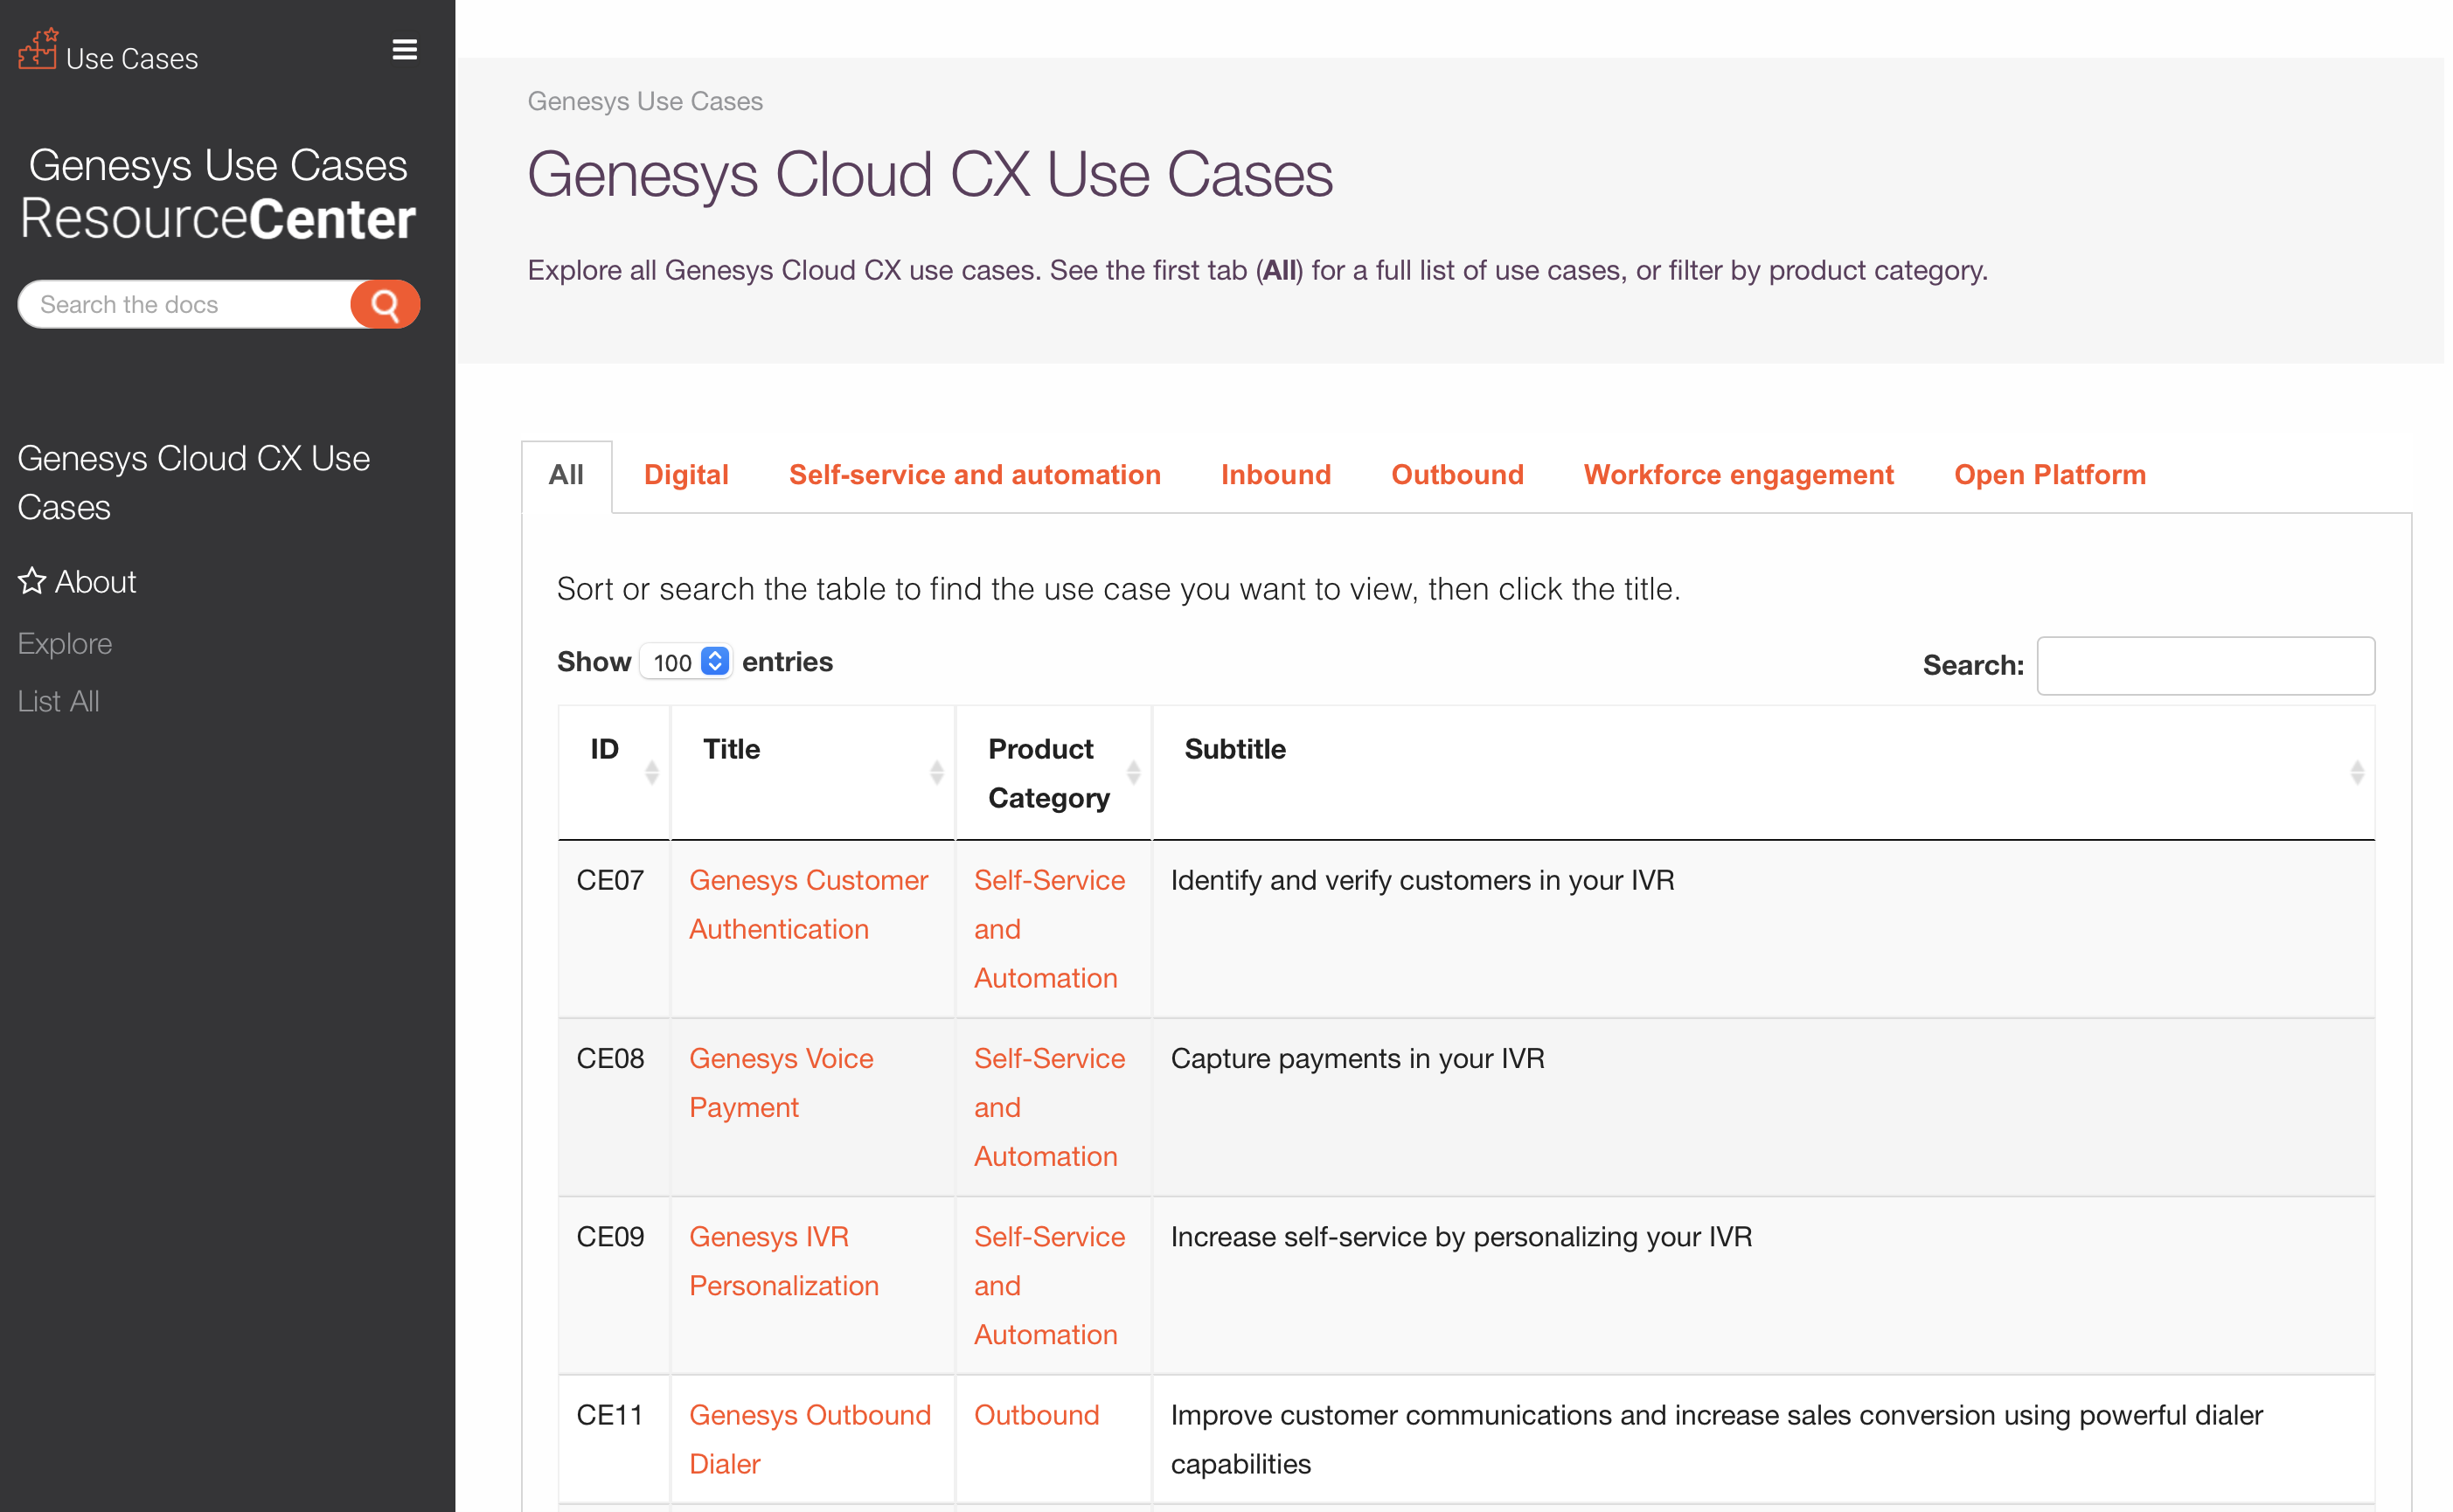 Use Cases
Genesys Use Cases
ResourceCenter
Search the docs
Genesys Cloud CX Use
Cases
About
Explore
List All
Genesys Use Cases
Genesys Cloud CX Use Cases
Explore all Genesys Cloud CX use cases. See the first tab (All) for a full list of use cases, or filter by product category.
All Digital Self-service and automation Inbound Outbound Workforce engagement Open Platform
Sort or search the table to find the use case you want to view, then click the title.
Show 100 entries Search:
ID Title Product Subtitle
Category
CE07 Genesys Customer Self-Service Identify and verify customers in your IVR
Authentication and
Automation
CE08 Genesys Voice Self-Service Capture payments in your IVR
Payment and
Automation
CE09 Genesys IVR Self-Service Increase self-service by personalizing your IVR
Personalization and
Automation
CE11 Genesys Outbound Outbound Improve customer communications and increase sales conversion using powerful dialer
Dialer capabilities